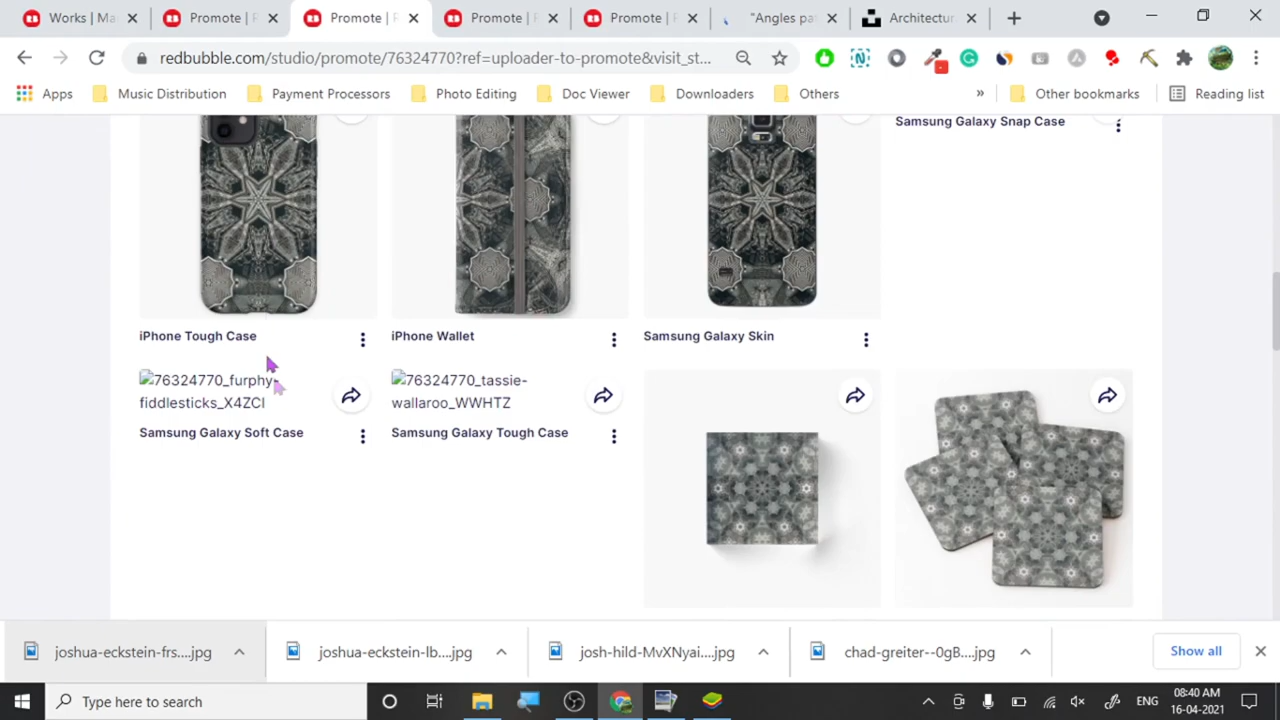 Works | Ma
Promote | R
Promote | R
Promote | R
Promote | R
"Angles pa
Architectur
redbubble.com/studio/promote/76324770?ref=uploader-to-promote&visit_st...
Apps
Music Distribution
Payment Processors
Photo Editing
Doc Viewer
Downloaders
Others
»
Other bookmarks
Reading list
Samsung Galaxy Snap Case
iPhone Tough Case
iPhone Wallet
Samsung Galaxy Skin
76324770_furphy-
fiddlesticks_X4ZCI
76324770_tassie-
wallaroo_WWHTZ
Samsung Galaxy Soft Case
Samsung Galaxy Tough Case
joshua-eckstein-frs....jpg
joshua-eckstein-lb....jpg
josh-hild-MvXNyai....jpg
chad-greiter--0gB....jpg
Show all
Type here to search
ENG
08:40 AM
16-04-2021